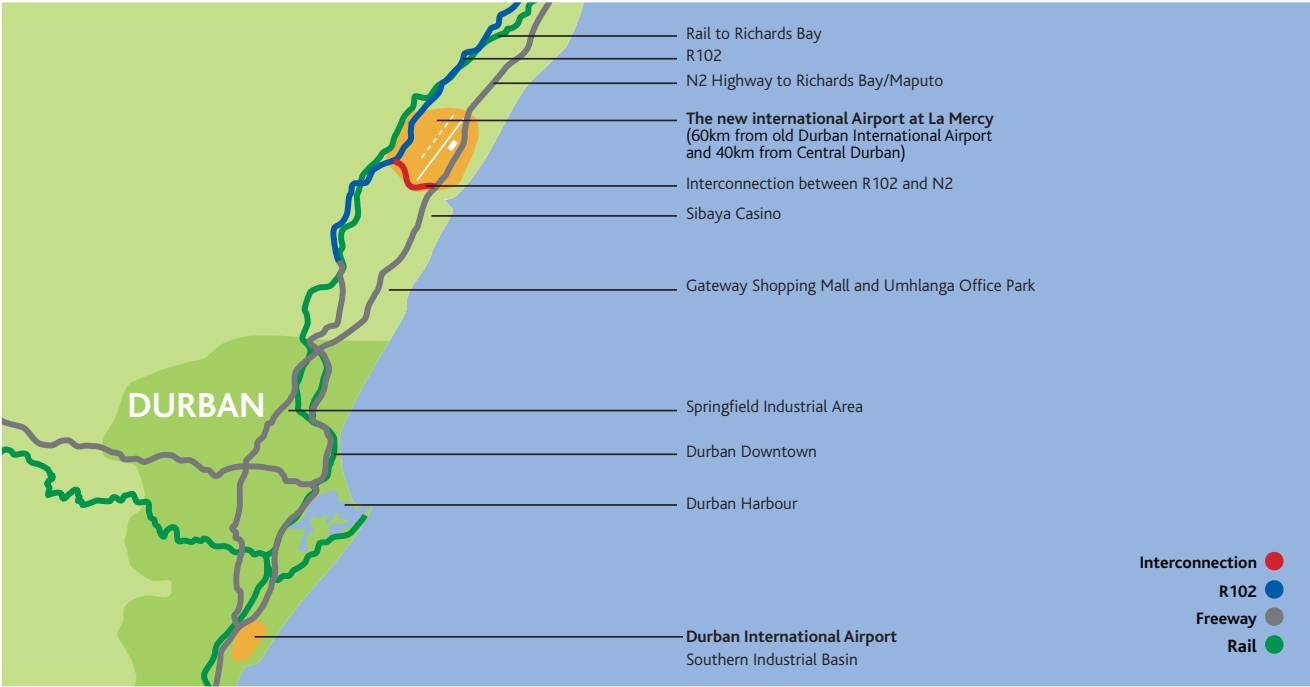 Rail to Richards Bay
R102
N2 Highway to Richards Bay/Maputo
The new international Airport at La Mercy
(60km from old Durban International Airport
and 40km from Central Durban)
Interconnection between R102 and N2
Sibaya Casino
Gateway Shopping Mall and Umhlanga Office Park
DURBAN
Springfield Industrial Area
Durban Downtown
Durban Harbour
Interconnection
R102
Freeway
Rail
Durban International Airport
Southern Industrial Basin